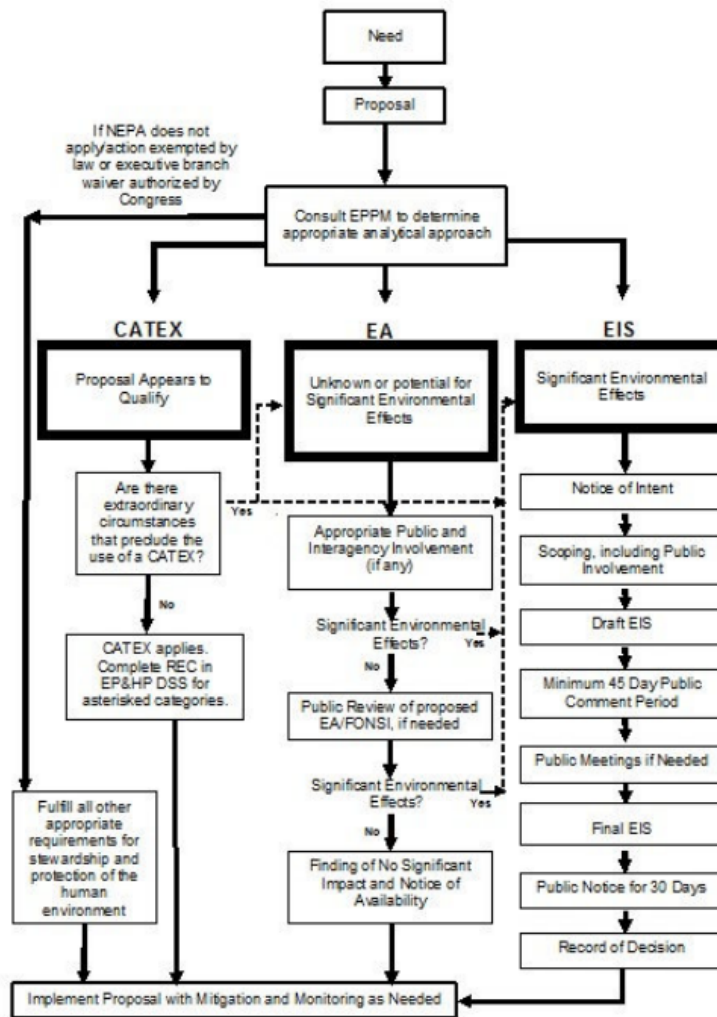 Need
Proposal
If NEPA does not
apply/action exempted by
law or executive branch
waiver authorized by
Congress
Consult EPPM to determine
appropriate analytical approach
CATEX
EA
EIS
Proposal Appears to
Qualify
Unknown or potential for
Significant Environmental
Effects
Significant Environmental
Effects
Are there
extraordinary
circumstances
that preclude the
use of a CATEX?
Yes
No
CATEX applies.
Complete REC in
EP&HP DSS for
asterisked categories.
Fulfill all other
appropriate
requirements for
stewardship and
protection of the
human
environment
Appropriate Public and
Interagency Involvement
(if any)
Significant Environmental
Effects?
Yes
No
Public Review of proposed
EA/FONSI, if needed
Significant Environmental
Effects?
Yes
No
Finding of No Significant
Impact and Notice of
Availability
Notice of Intent
Scoping, including Public
Involvement
Draft EIS
Minimum 45 Day Public
Comment Period
Public Meetings if Needed
Final EIS
Public Notice for 30 Days
Record of Decision
Implement Proposal with Mitigation and Monitoring as Needed